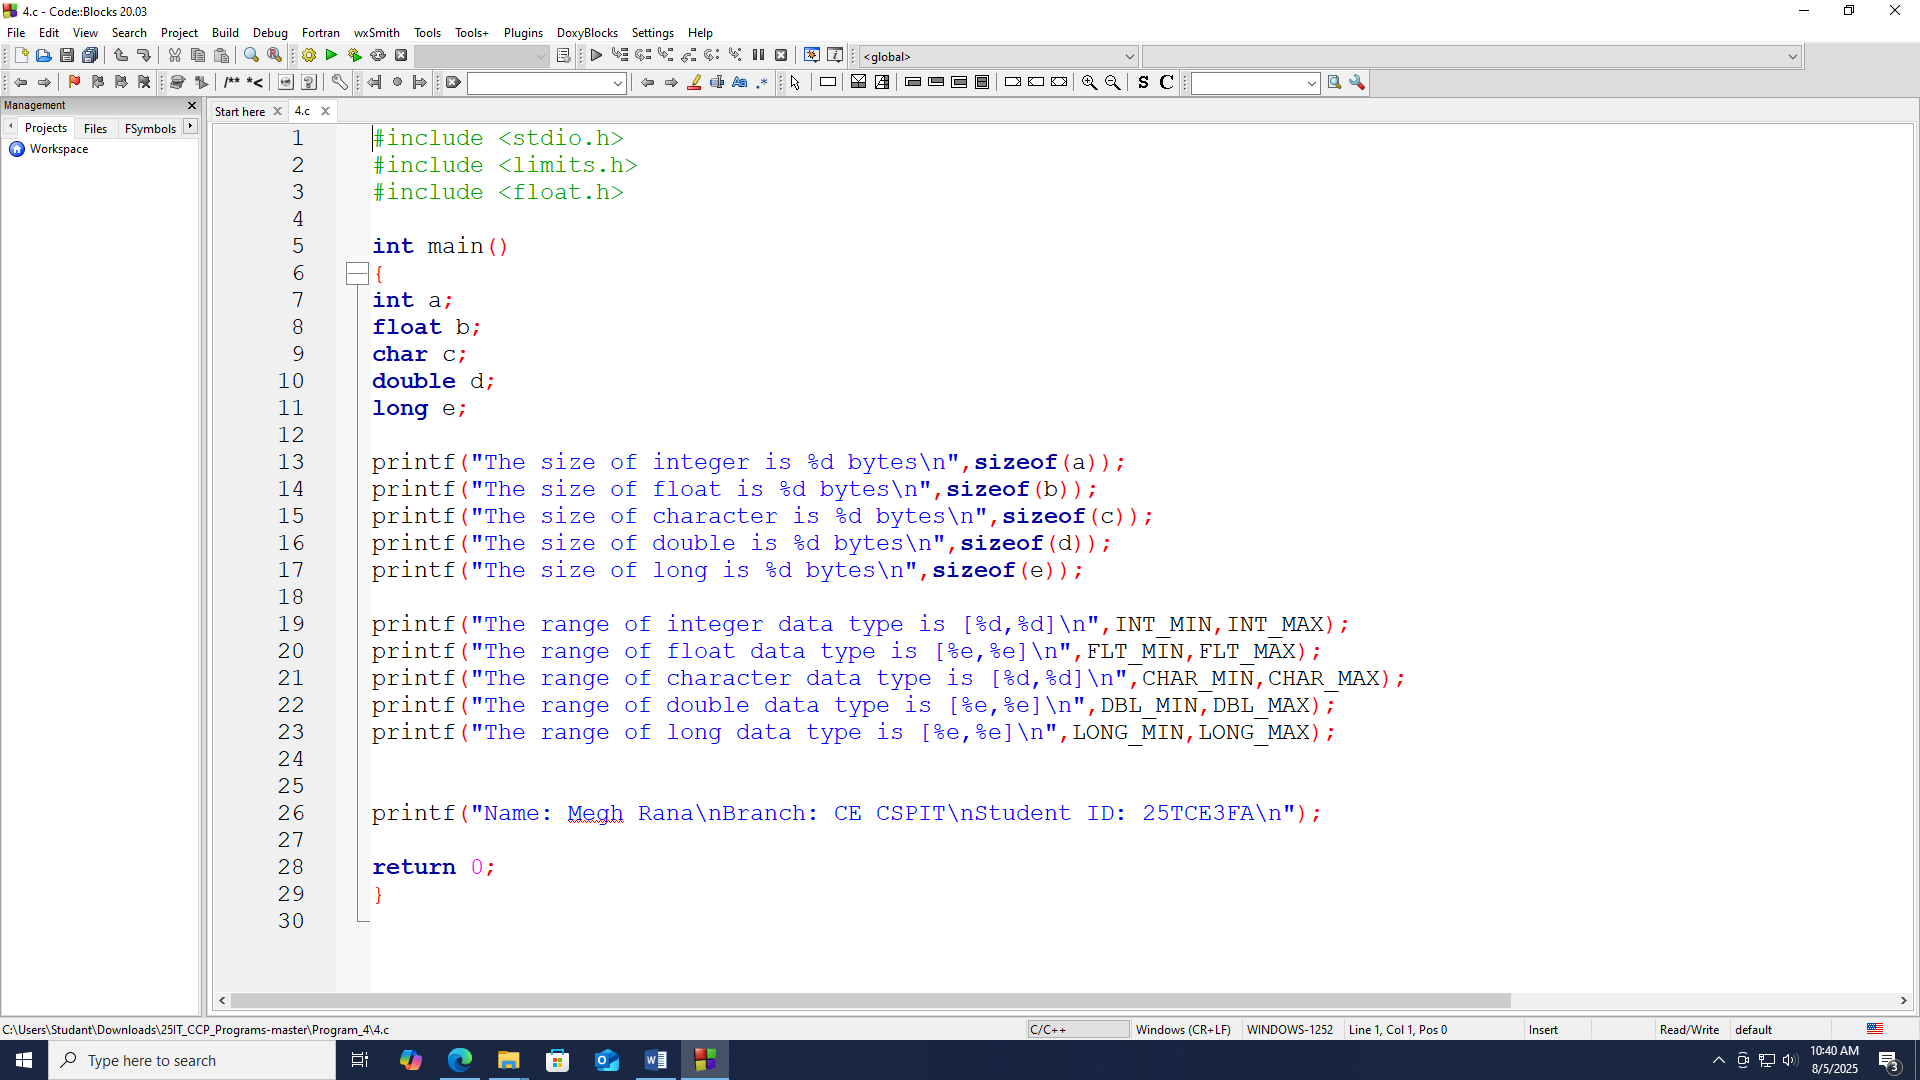 4.c - Code::Blocks 20.03
File Edit View Search Project Build Debug Fortran wxSmith Tools Tools+ Plugins DoxyBlocks Settings Help
<global>
/** *<
S C
Management
Start here 4.c
Projects Files FSymbols
Workspace
1 #include <stdio.h>
2 #include <limits.h>
3 #include <float.h>
4
5 int main()
6 {
7 int a;
8 float b;
9 char c;
10 double d;
11 long e;
12
13 printf("The size of integer is %d bytes\n",sizeof(a));
14 printf("The size of float is %d bytes\n",sizeof(b));
15 printf("The size of character is %d bytes\n",sizeof(c));
16 printf("The size of double is %d bytes\n",sizeof(d));
17 printf("The size of long is %d bytes\n",sizeof(e));
18
19 printf("The range of integer data type is [%d,%d]\n",INT_MIN,INT_MAX);
20 printf("The range of float data type is [%e,%e]\n",FLT_MIN,FLT_MAX);
21 printf("The range of character data type is [%d,%d]\n",CHAR_MIN,CHAR_MAX);
22 printf("The range of double data type is [%e,%e]\n",DBL_MIN,DBL_MAX);
23 printf("The range of long data type is [%e,%e]\n",LONG_MIN,LONG_MAX);
24
25
26 printf("Name: Megh Rana\nBranch: CE CSPIT\nStudent ID: 25TCE3FA\n");
27
28 return 0;
29 }
30
C:\Users\Studant\Downloads\25IT_CCP_Programs-master\Program_4\4.c C/C++ Windows (CR+LF) WINDOWS-1252 Line 1, Col 1, Pos 0 Insert Read/Write default
Type here to search
10:40 AM
8/5/2025
3